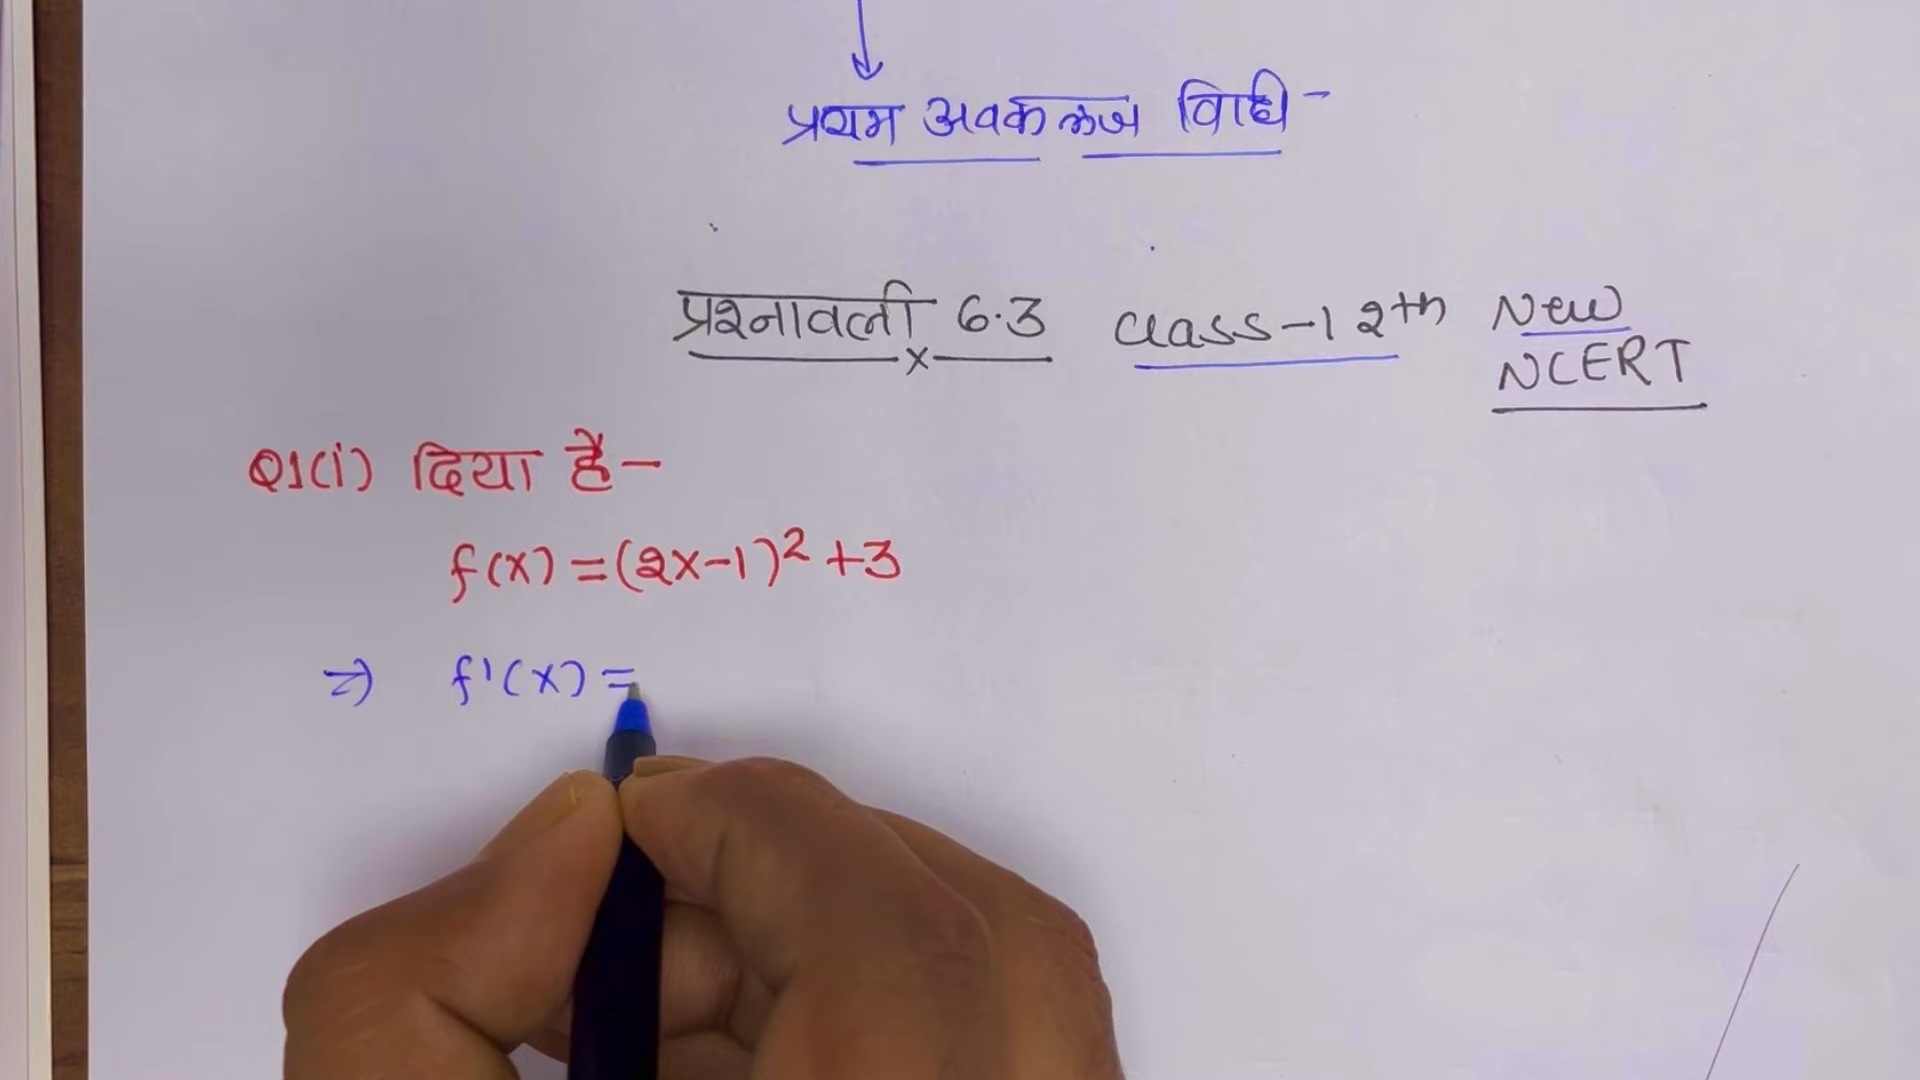 प्रथम अवकलज विधि -
प्रश्नावली 6.3 class-12th New
NCERT
Q1(i) दिया है-
f(x) = (2x-1)² +3
⇒ f'(x) =